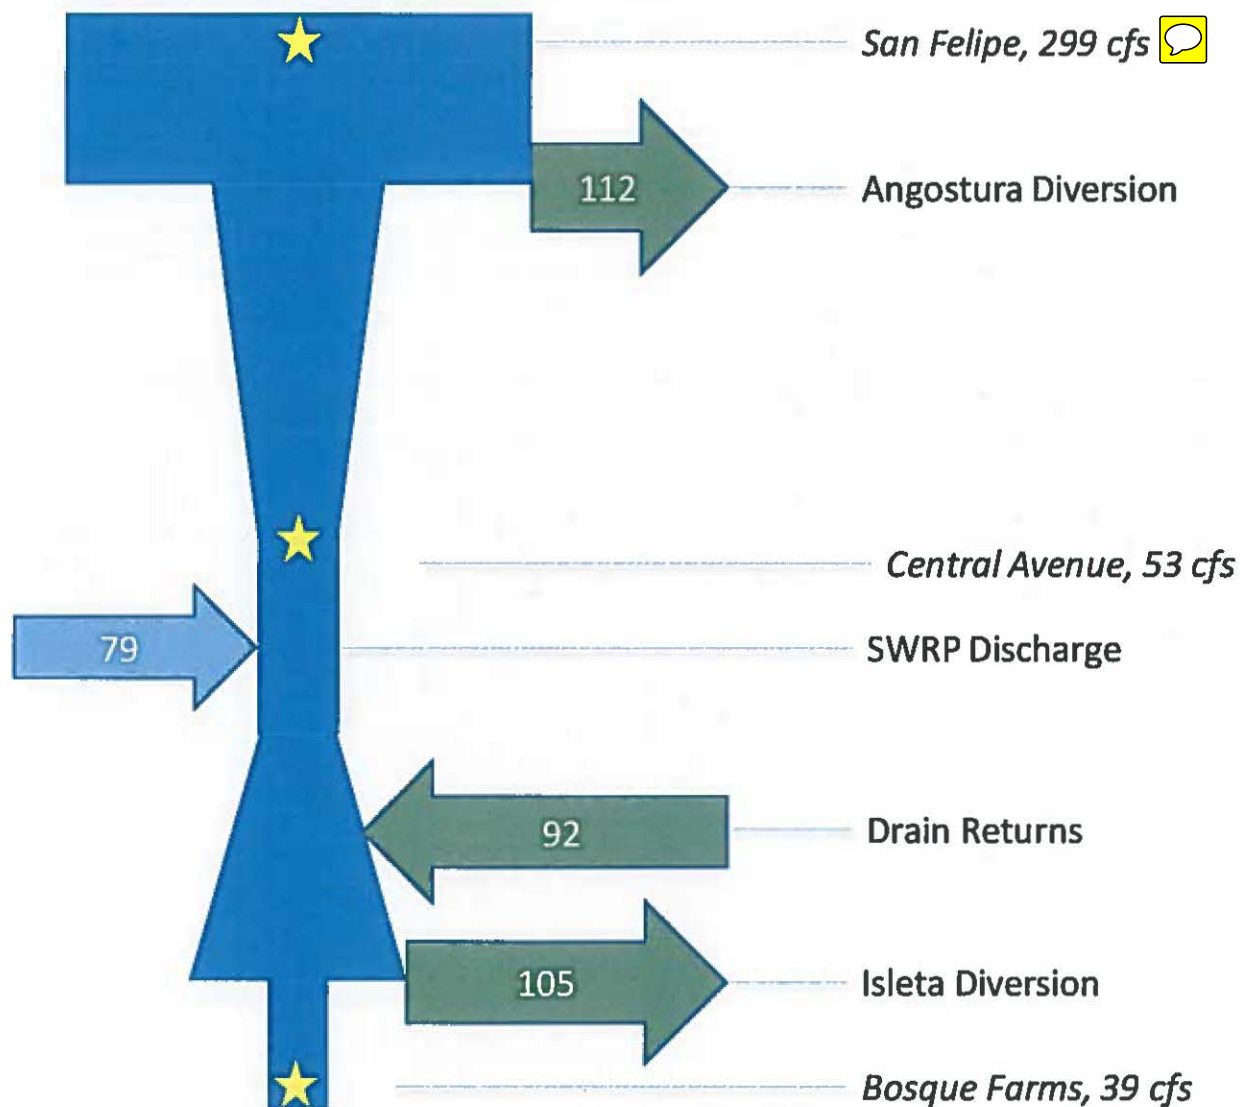 San Felipe, 299 cfs
112
Angostura Diversion
Central Avenue, 53 cfs
79
SWRP Discharge
92
Drain Returns
105
Isleta Diversion
Bosque Farms, 39 cfs